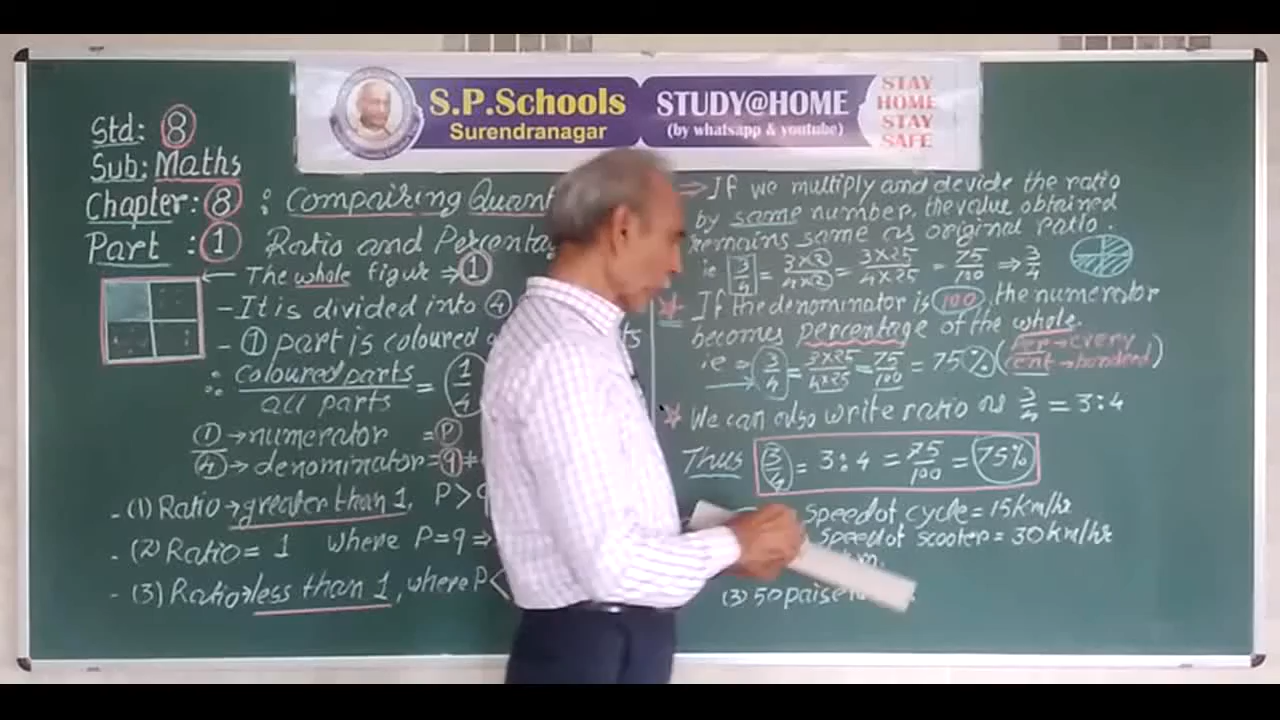 S.P.Schools
Surendranagar
STUDY@HOME
(by whatsapp & youtube)
STAY
HOME
STAY
SAFE
Std: 8
Sub: Maths
Chapter: 8 : Compairing Quant
Part : 1 Ratio and Percentag
The whole figure ⇒ 1
- It is divided into 4
- 1 part is coloured
∴ coloured parts / all parts = 1/4
1 → numerator = P
4 → denominator = q
- (1) Ratio → greater than 1, P > q
- (2) Ratio = 1 where P = q ⇒
- (3) Ratio → less than 1, where P <
⇒ If we multiply and devide the ratio
by same number, the value obtained
remains same as original ratio.
ie 3/4 = 3×2/4×2 = 3×25/4×25 = 75/100 ⇒ 3/4
* If the denominator is 100, the numerator
becomes percentage of the whole.
ie = 3/4 = 3×25/4×25 = 75/100 = 75% (per → every
cent → hundred)
* We can also write ratio as 3/4 = 3:4
Thus 3/4 = 3:4 = 75/100 = 75%
speed of cycle = 15 km/hr
speed of scooter = 30 km/hr
m.
(3) 50 paise